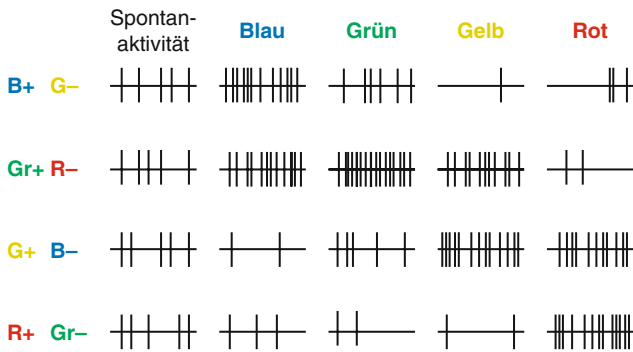 Spontan-
aktivität
Blau
Grün
Gelb
Rot
B+ G–
Gr+ R–
G+ B–
R+ Gr–